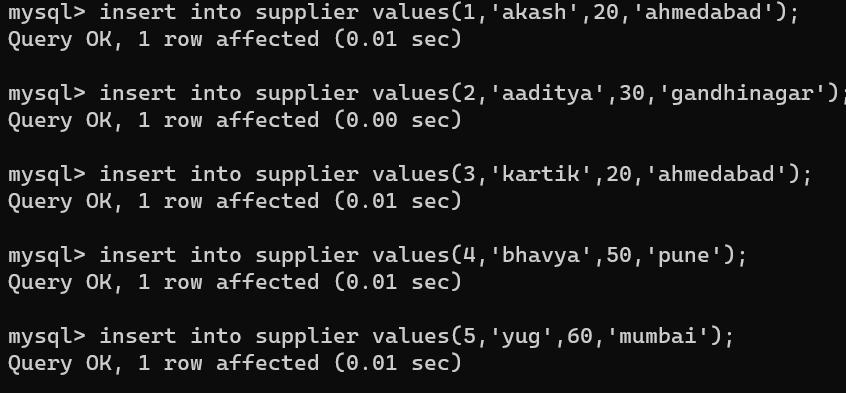 mysql> insert into supplier values(1,'akash',20,'ahmedabad');
Query OK, 1 row affected (0.01 sec)
mysql> insert into supplier values(2,'aaditya',30,'gandhinagar');
Query OK, 1 row affected (0.00 sec)
mysql> insert into supplier values(3,'kartik',20,'ahmedabad');
Query OK, 1 row affected (0.01 sec)
mysql> insert into supplier values(4,'bhavya',50,'pune');
Query OK, 1 row affected (0.01 sec)
mysql> insert into supplier values(5,'yug',60,'mumbai');
Query OK, 1 row affected (0.01 sec)